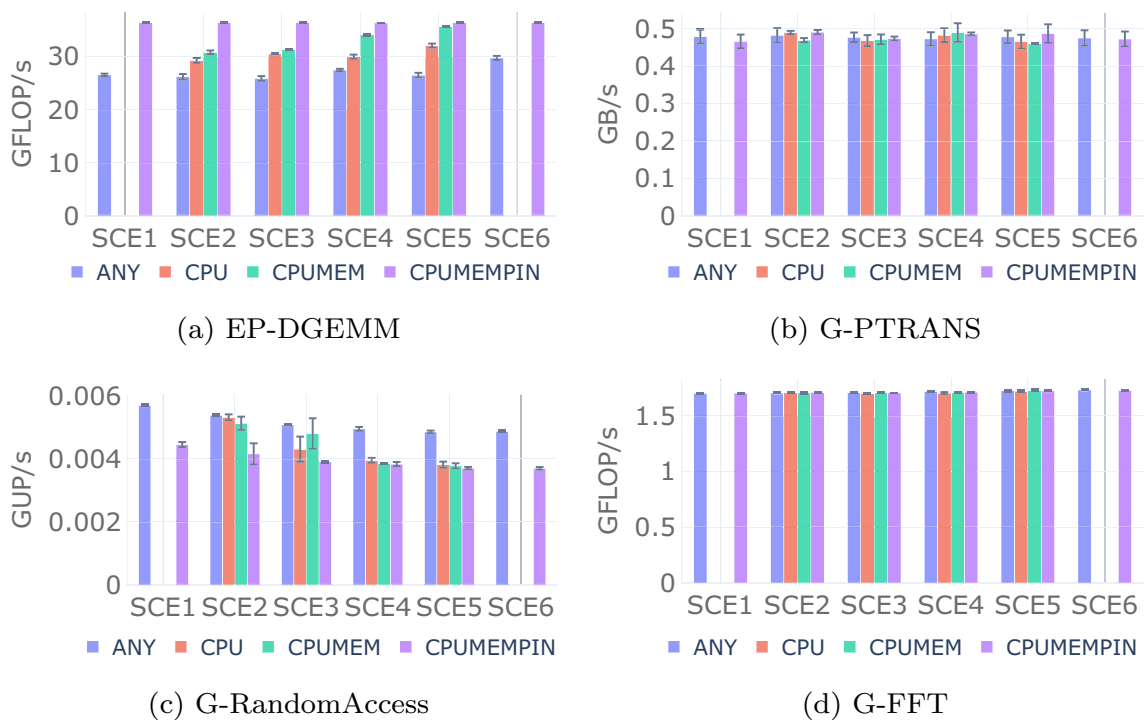 GFLOP/s
30
20
10
0
SCE1 SCE2 SCE3 SCE4 SCE5 SCE6
ANY CPU CPUMEM CPUMEMPIN
(a) EP-DGEMM
GB/s
0.5
0.4
0.3
0.2
0.1
0
SCE1 SCE2 SCE3 SCE4 SCE5 SCE6
ANY CPU CPUMEM CPUMEMPIN
(b) G-PTRANS
GUP/s
0.006
0.004
0.002
0
SCE1 SCE2 SCE3 SCE4 SCE5 SCE6
ANY CPU CPUMEM CPUMEMPIN
(c) G-RandomAccess
GFLOP/s
1.5
1
0.5
0
SCE1 SCE2 SCE3 SCE4 SCE5 SCE6
ANY CPU CPUMEM CPUMEMPIN
(d) G-FFT